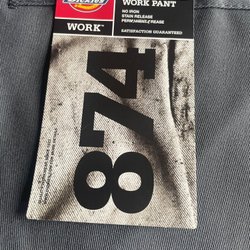 Dickies
WORK
WORK PANT
NO IRON
STAIN RELEASE
PERMANENT CREASE
SATISFACTION GUARANTEED
874